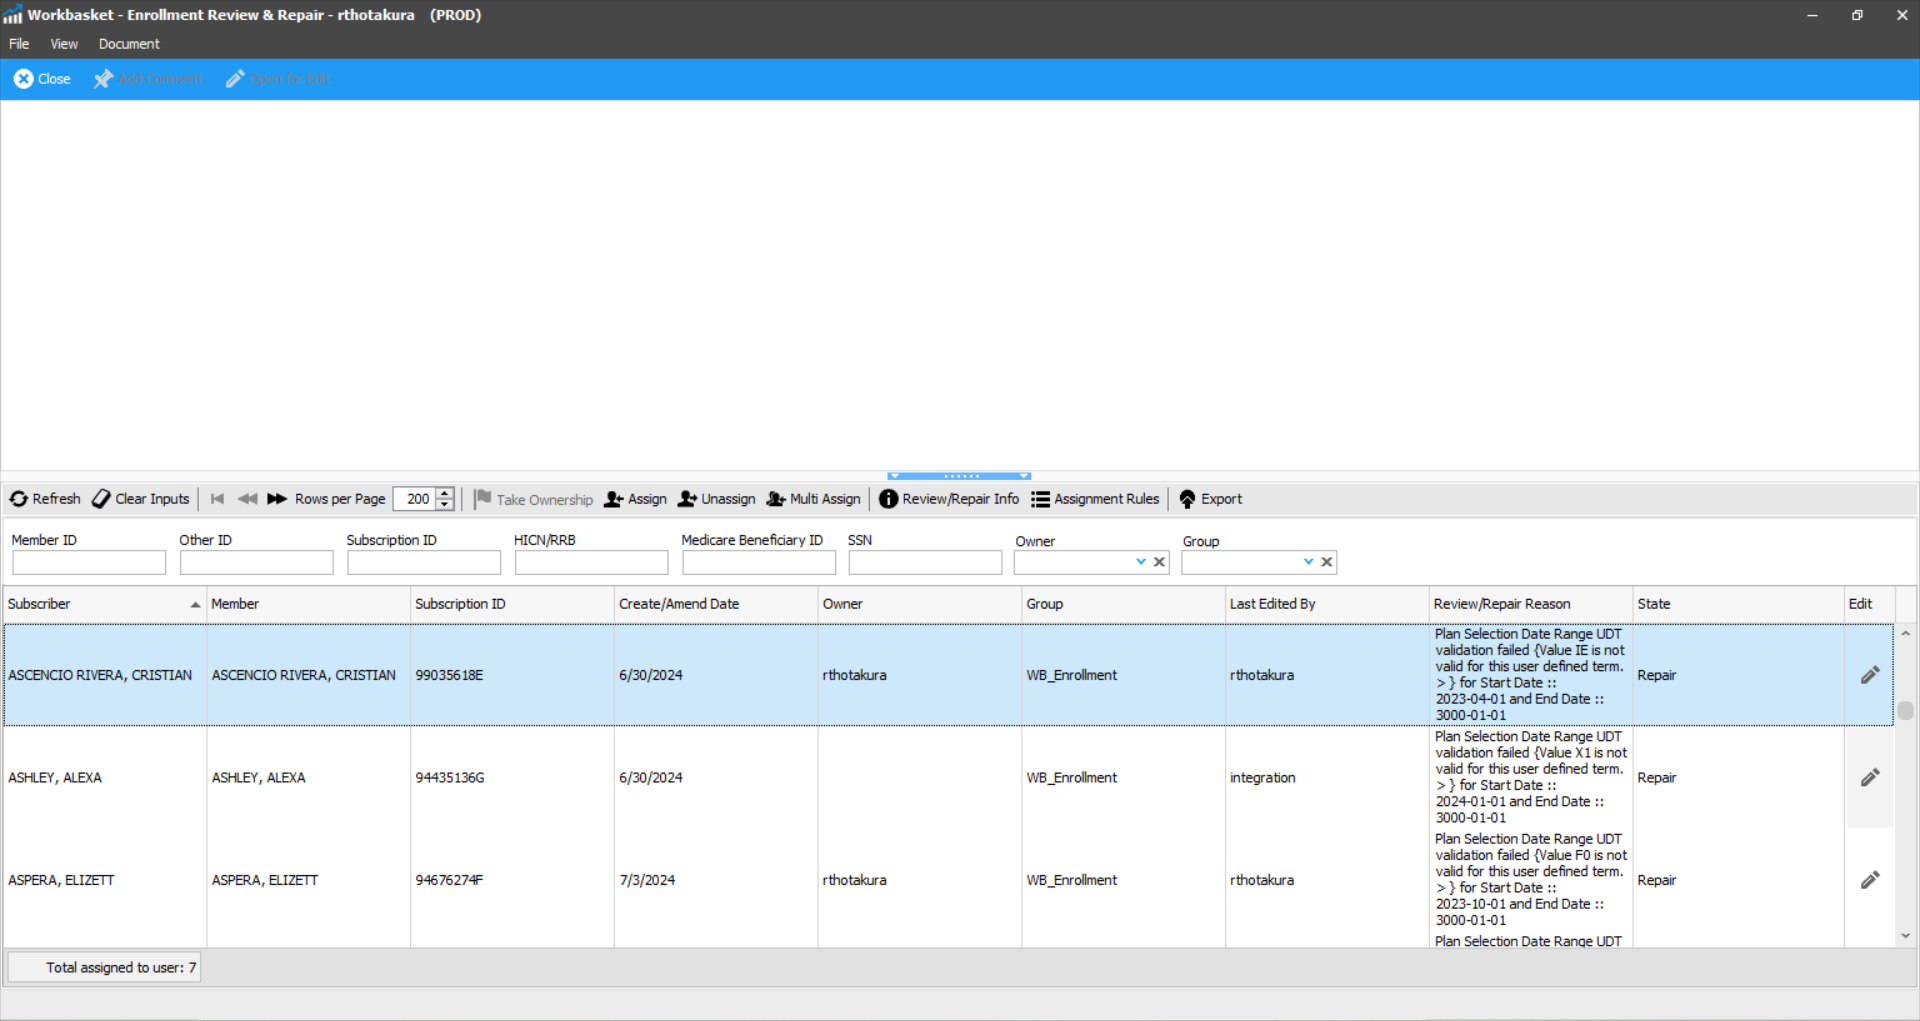 Workbasket - Enrollment Review & Repair - rthotakura (PROD)
File View Document
Close Add Comment Open for Edit
Refresh Clear Inputs Rows per Page 200 Take Ownership Assign Unassign Multi Assign Review/Repair Info Assignment Rules Export
Member ID Other ID Subscription ID HICN/RRB Medicare Beneficiary ID SSN Owner Group
Subscriber Member Subscription ID Create/Amend Date Owner Group Last Edited By Review/Repair Reason State Edit
ASCENCIO RIVERA, CRISTIAN ASCENCIO RIVERA, CRISTIAN 99035618E 6/30/2024 rthotakura WB_Enrollment rthotakura
Plan Selection Date Range UDT
validation failed {Value IE is not
valid for this user defined term.
> } for Start Date ::
2023-04-01 and End Date ::
3000-01-01
Repair
ASHLEY, ALEXA ASHLEY, ALEXA 94435136G 6/30/2024 WB_Enrollment integration
Plan Selection Date Range UDT
validation failed {Value X1 is not
valid for this user defined term.
> } for Start Date ::
2024-01-01 and End Date ::
3000-01-01
Repair
ASPERA, ELIZETT ASPERA, ELIZETT 94676274F 7/3/2024 rthotakura WB_Enrollment rthotakura
Plan Selection Date Range UDT
validation failed {Value F0 is not
valid for this user defined term.
> } for Start Date ::
2023-10-01 and End Date ::
3000-01-01
Repair
Plan Selection Date Range UDT
Total assigned to user: 7